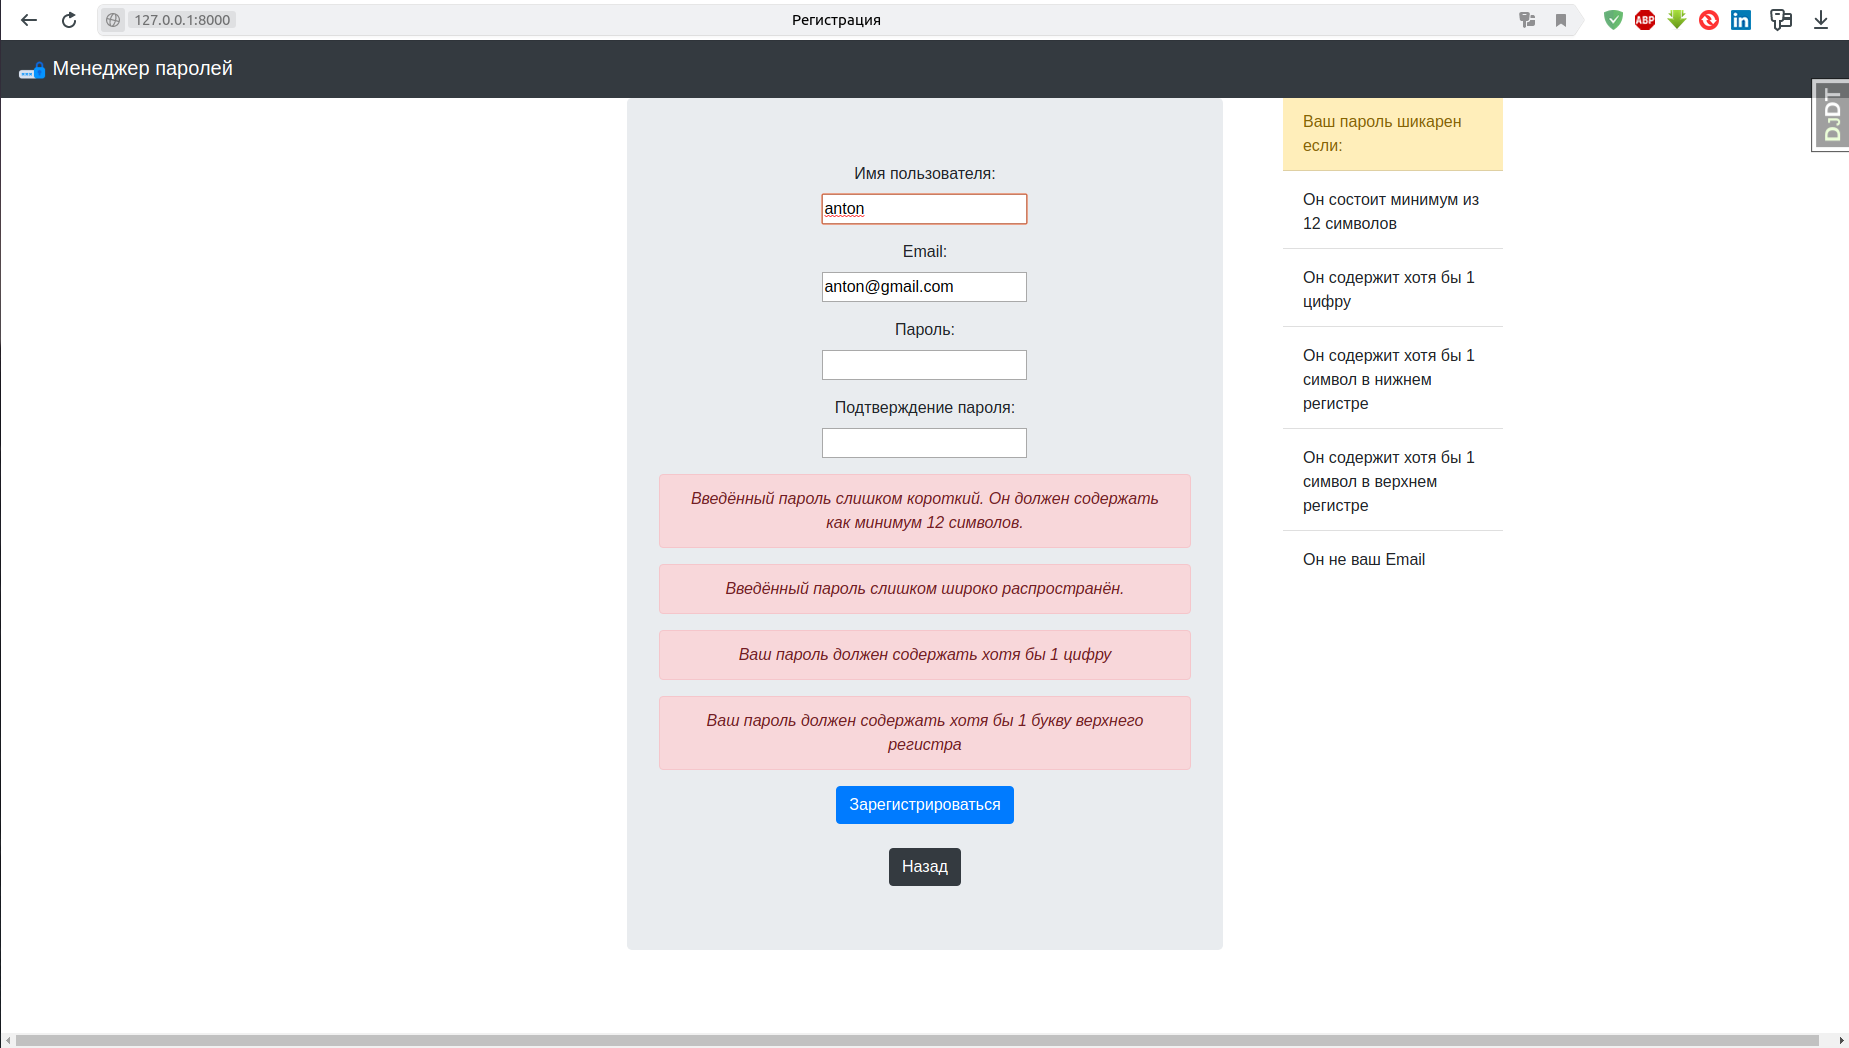 127.0.0.1:8000
Регистрация
ABP
in
Менеджер паролей
DJDT
Имя пользователя:
anton
Email:
anton@gmail.com
Пароль:
Подтверждение пароля:
Введённый пароль слишком короткий. Он должен содержать
как минимум 12 символов.
Введённый пароль слишком широко распространён.
Ваш пароль должен содержать хотя бы 1 цифру
Ваш пароль должен содержать хотя бы 1 букву верхнего
регистра
Зарегистрироваться
Назад
Ваш пароль шикарен
если:
Он состоит минимум из
12 символов
Он содержит хотя бы 1
цифру
Он содержит хотя бы 1
символ в нижнем
регистре
Он содержит хотя бы 1
символ в верхнем
регистре
Он не ваш Email